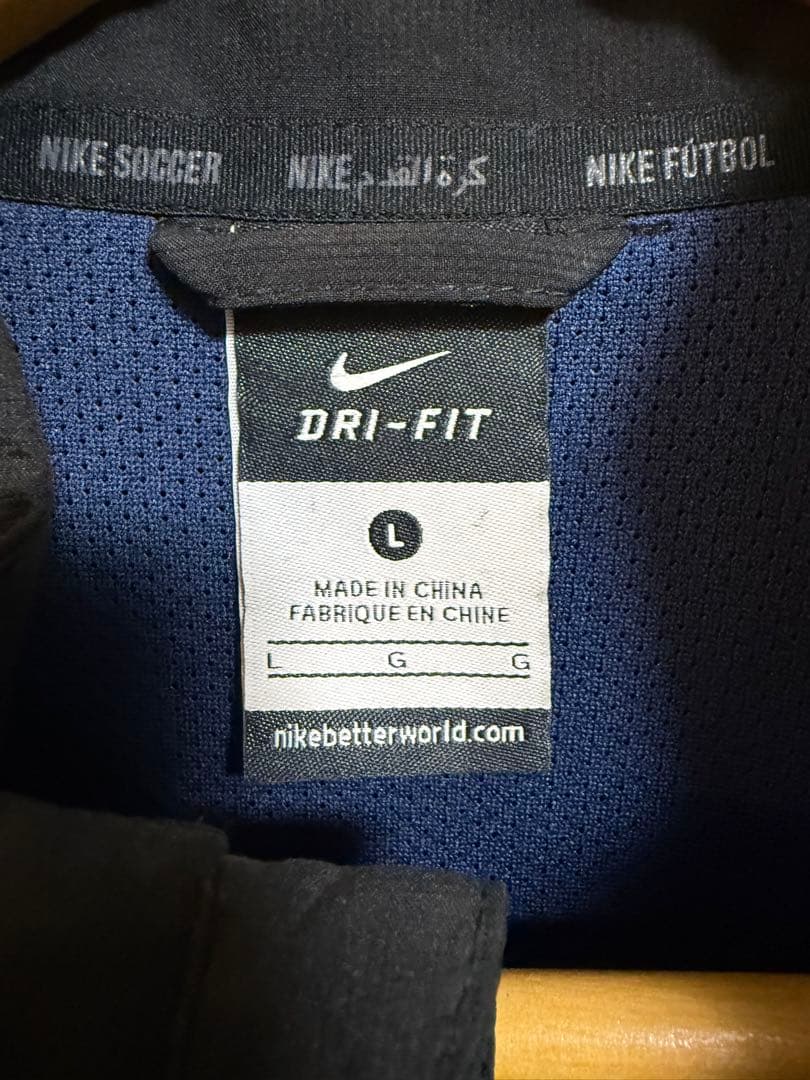 NIKE SOCCER NIKE كرة القدم NIKE FÚTBOL
DRI-FIT
L
MADE IN CHINA
FABRIQUE EN CHINE
L G G
nikebetterworld.com